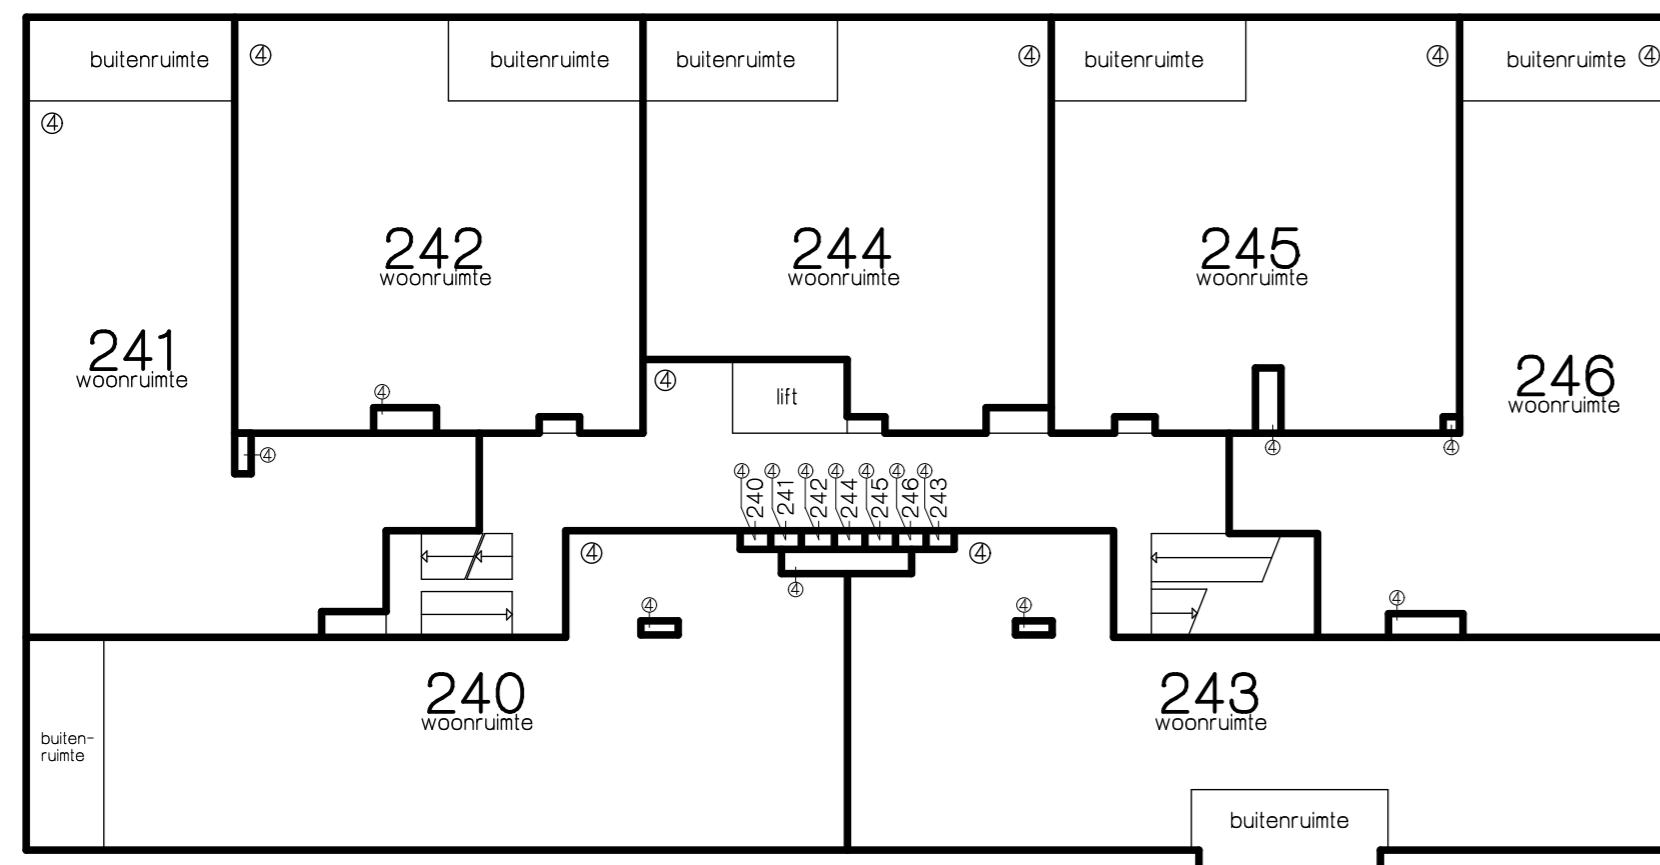 buitenruimte ④ buitenruimte buitenruimte ④ buitenruimte ④ buitenruimte ④
④
242 244 245
woonruimte woonruimte woonruimte
241
woonruimte
246
woonruimte
④ ④ lift
④ ④ ④
④ ④ ④ ④ ④ ④ ④
240 241 242 244 245 246 243
④ ④
④
④ ④ ④
240 243
woonruimte woonruimte
buiten-
ruimte
buitenruimte